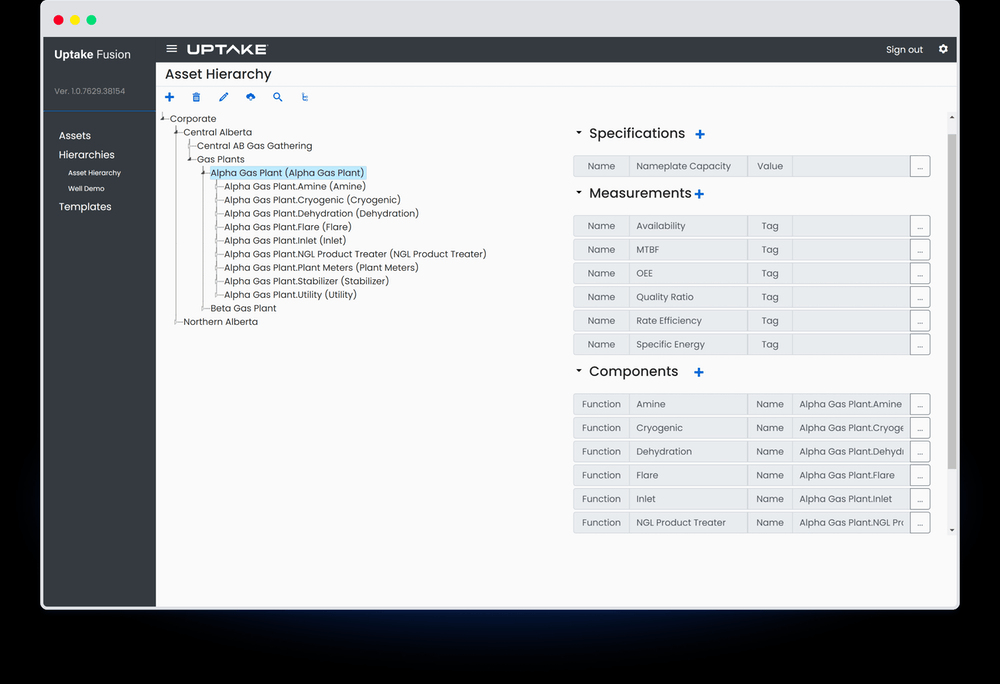 Uptake Fusion
Ver. 1.0.7629.38154
Assets
Hierarchies
Asset Hierarchy
Well Demo
Templates
UPTAKE
Sign out
Asset Hierarchy
Corporate
Central Alberta
Central AB Gas Gathering
Gas Plants
Alpha Gas Plant (Alpha Gas Plant)
Alpha Gas Plant.Amine (Amine)
Alpha Gas Plant.Cryogenic (Cryogenic)
Alpha Gas Plant.Dehydration (Dehydration)
Alpha Gas Plant.Flare (Flare)
Alpha Gas Plant.Inlet (Inlet)
Alpha Gas Plant.NGL Product Treater (NGL Product Treater)
Alpha Gas Plant.Plant Meters (Plant Meters)
Alpha Gas Plant.Stabilizer (Stabilizer)
Alpha Gas Plant.Utility (Utility)
Beta Gas Plant
Northern Alberta
Specifications
Name Nameplate Capacity Value ...
Measurements
Name Availability Tag ...
Name MTBF Tag ...
Name OEE Tag ...
Name Quality Ratio Tag ...
Name Rate Efficiency Tag ...
Name Specific Energy Tag ...
Components
Function Amine Name Alpha Gas Plant.Amine ...
Function Cryogenic Name Alpha Gas Plant.Cryoge ...
Function Dehydration Name Alpha Gas Plant.Dehydr ...
Function Flare Name Alpha Gas Plant.Flare ...
Function Inlet Name Alpha Gas Plant.Inlet ...
Function NGL Product Treater Name Alpha Gas Plant.NGL Prc ...